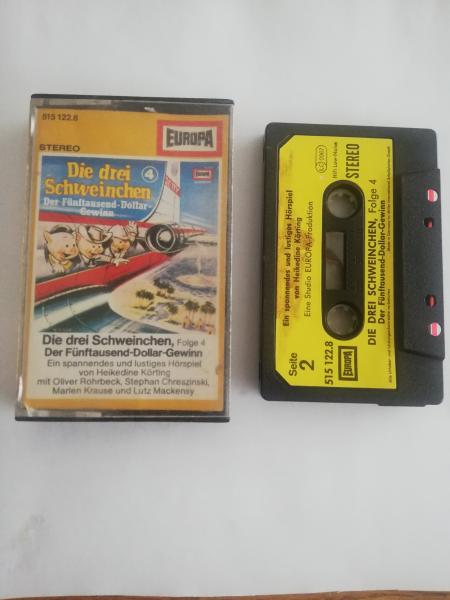 515 122.8
EUROPA
STEREO
Die drei
Schweinchen
4
EUROPA
Der Fünftausend-Dollar-
Gewinn
Die drei Schweinchen, Folge 4
Der Fünftausend-Dollar-Gewinn
Ein spannendes und lustiges Hörspiel
von Heikedine Körting
mit Oliver Rohrbeck, Stephan Chreszinski,
Marlen Krause und Lutz Mackensy
STEREO
Ein spannendes und lustiges Hörspiel
von Heikedine Körting
Eine Studio EUROPA-Produktion
Seite
2
DIE DREI SCHWEINCHEN, Folge 4
Der Fünftausend-Dollar-Gewinn
515 122.8
EUROPA